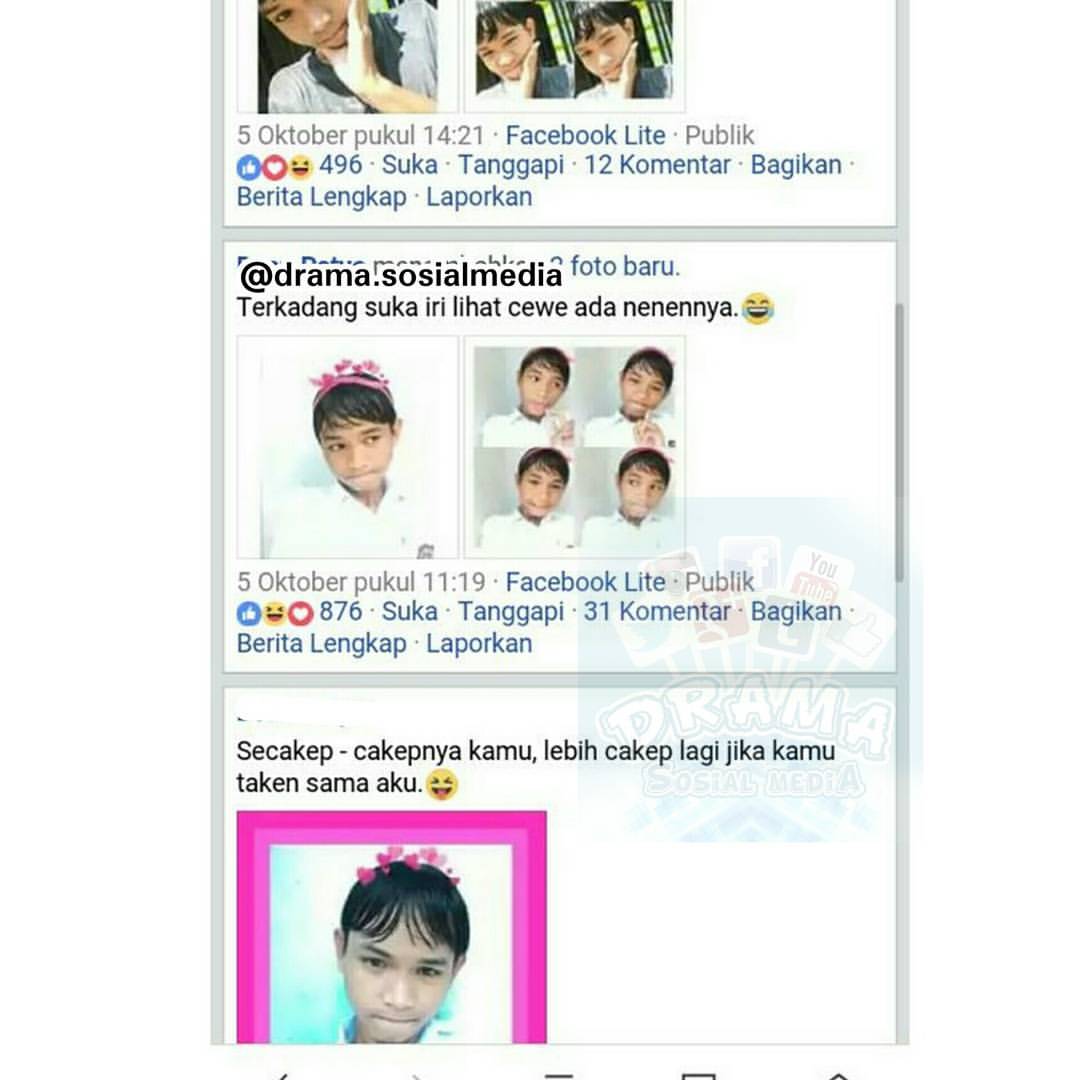 5 Oktober pukul 14:21 · Facebook Lite · Publik
496 · Suka · Tanggapi · 12 Komentar · Bagikan ·
Berita Lengkap · Laporkan
foto baru.
@drama.sosialmedia
Terkadang suka iri lihat cewe ada nenennya.😂
5 Oktober pukul 11:19 · Facebook Lite · Publik
876 · Suka · Tanggapi · 31 Komentar · Bagikan ·
Berita Lengkap · Laporkan
You
Tube
DRAMA
SOSIAL MEDIA
Secakep - cakepnya kamu, lebih cakep lagi jika kamu
taken sama aku.😝